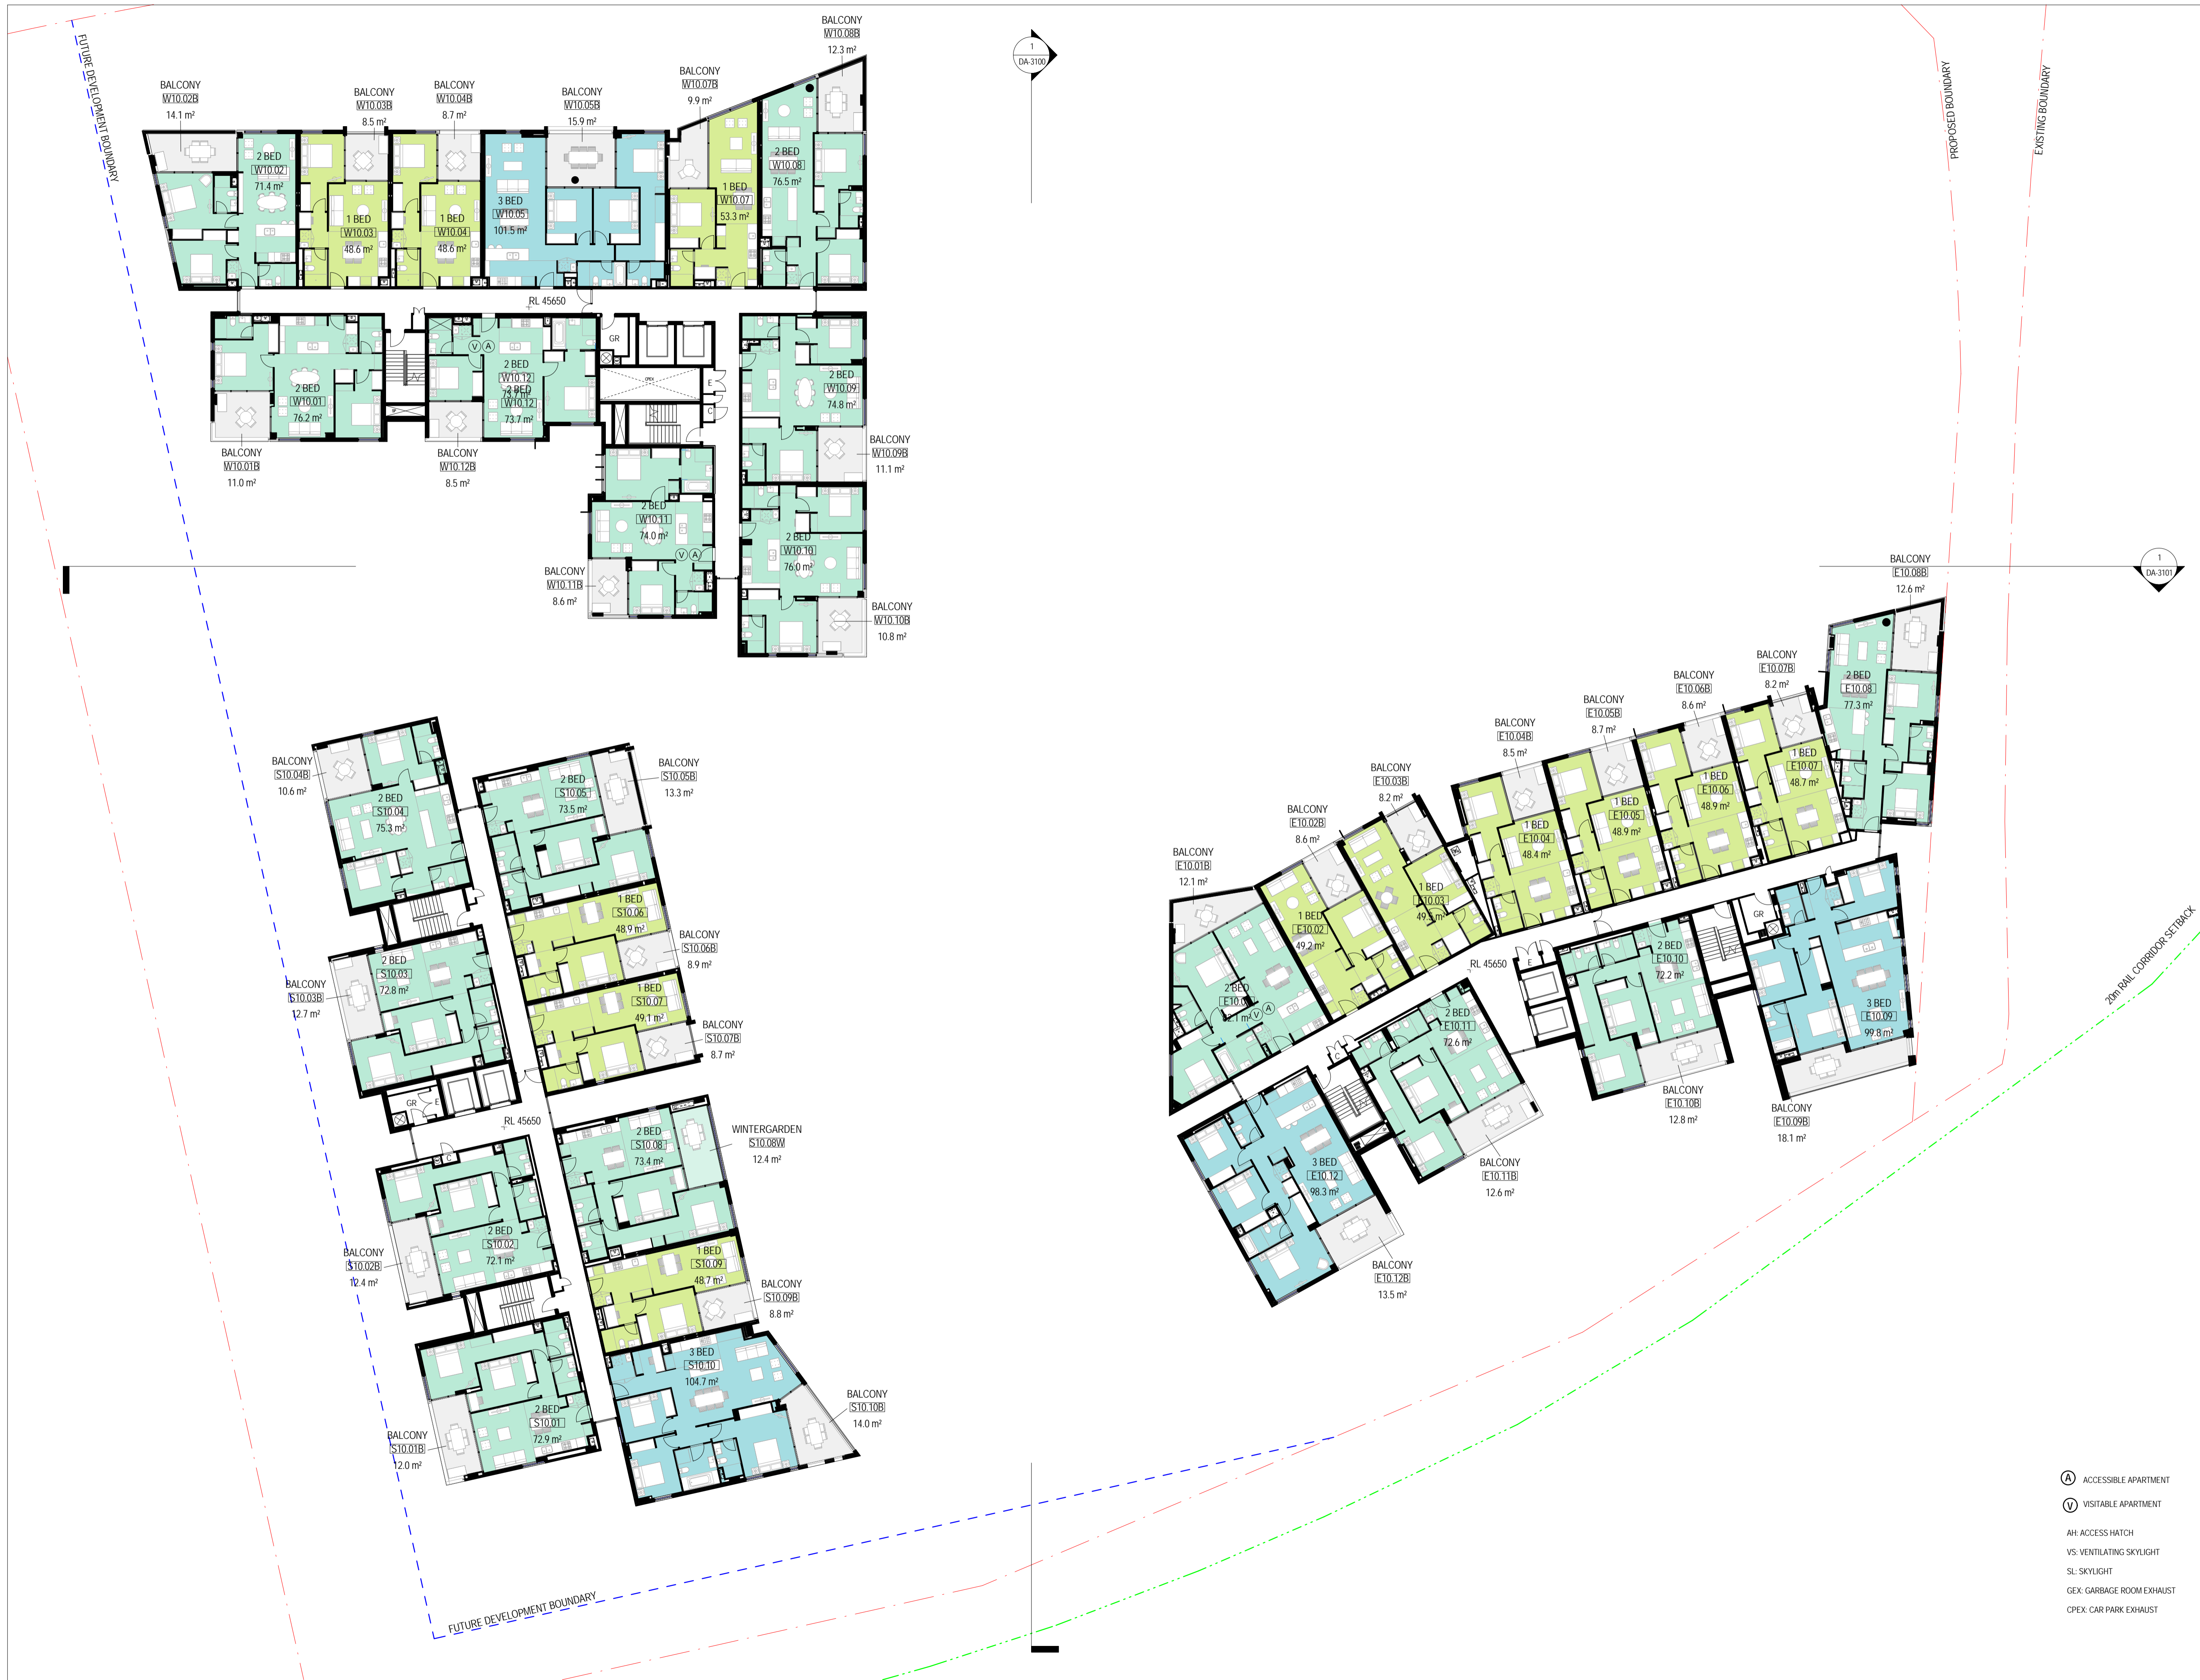 BALCONY
W10.08B
12.3 m²
1
DA-3100
FUTURE DEVELOPMENT BOUNDARY
BALCONY
W10.02B
14.1 m²
BALCONY
W10.03B
8.5 m²
BALCONY
W10.04B
8.7 m²
BALCONY
W10.05B
15.9 m²
BALCONY
W10.07B
9.9 m²
PROPOSED BOUNDARY
EXISTING BOUNDARY
2 BED
W10.02
71.4 m²
1 BED
W10.03
48.6 m²
1 BED
W10.04
48.6 m²
3 BED
W10.05
101.5 m²
1 BED
W10.07
53.3 m²
2 BED
W10.08
76.5 m²
RL 45650
GR
V A
2 BED
W10.01
76.2 m²
2 BED
W10.12
73.7 m²
2 BED
W10.12
73.7 m²
CPEX
E
C
2 BED
W10.09
74.8 m²
BALCONY
W10.01B
11.0 m²
BALCONY
W10.12B
8.5 m²
BALCONY
W10.09B
11.1 m²
2 BED
W10.11
74.0 m²
V A
2 BED
W10.10
76.0 m²
BALCONY
W10.11B
8.6 m²
BALCONY
W10.10B
10.8 m²
1
DA-3101
BALCONY
E10.08B
12.6 m²
BALCONY
E10.07B
8.2 m²
BALCONY
E10.06B
8.6 m²
BALCONY
E10.05B
8.7 m²
BALCONY
E10.04B
8.5 m²
BALCONY
E10.03B
8.2 m²
BALCONY
E10.02B
8.6 m²
BALCONY
E10.01B
12.1 m²
2 BED
E10.08
77.3 m²
1 BED
E10.07
48.7 m²
1 BED
E10.06
48.9 m²
1 BED
E10.05
48.9 m²
1 BED
E10.04
48.4 m²
1 BED
E10.03
1 BED
E10.02
49.2 m²
2 BED
V A
RL 45650
E
C
GR
2 BED
E10.10
72.2 m²
2 BED
E10.11
72.6 m²
3 BED
E10.09
99.8 m²
3 BED
E10.12
98.3 m²
BALCONY
E10.10B
12.8 m²
BALCONY
E10.09B
18.1 m²
BALCONY
E10.11B
12.6 m²
BALCONY
E10.12B
13.5 m²
20m RAIL CORRIDOR SETBACK
BALCONY
S10.04B
10.6 m²
2 BED
S10.04
75.3 m²
2 BED
S10.05
73.5 m²
BALCONY
S10.05B
13.3 m²
1 BED
S10.06
48.9 m²
BALCONY
S10.06B
8.9 m²
2 BED
S10.03
72.8 m²
BALCONY
S10.03B
12.7 m²
1 BED
S10.07
49.1 m²
BALCONY
S10.07B
8.7 m²
GR
E
RL 45650
C
2 BED
S10.08
73.4 m²
WINTERGARDEN
S10.08W
12.4 m²
2 BED
S10.02
72.1 m²
BALCONY
S10.02B
12.4 m²
1 BED
S10.09
48.7 m²
BALCONY
S10.09B
8.8 m²
3 BED
S10.10
104.7 m²
BALCONY
S10.10B
14.0 m²
2 BED
S10.01
72.9 m²
BALCONY
S10.01B
12.0 m²
FUTURE DEVELOPMENT BOUNDARY
A ACCESSIBLE APARTMENT
V VISITABLE APARTMENT
AH: ACCESS HATCH
VS: VENTILATING SKYLIGHT
SL: SKYLIGHT
GEX: GARBAGE ROOM EXHAUST
CPEX: CAR PARK EXHAUST